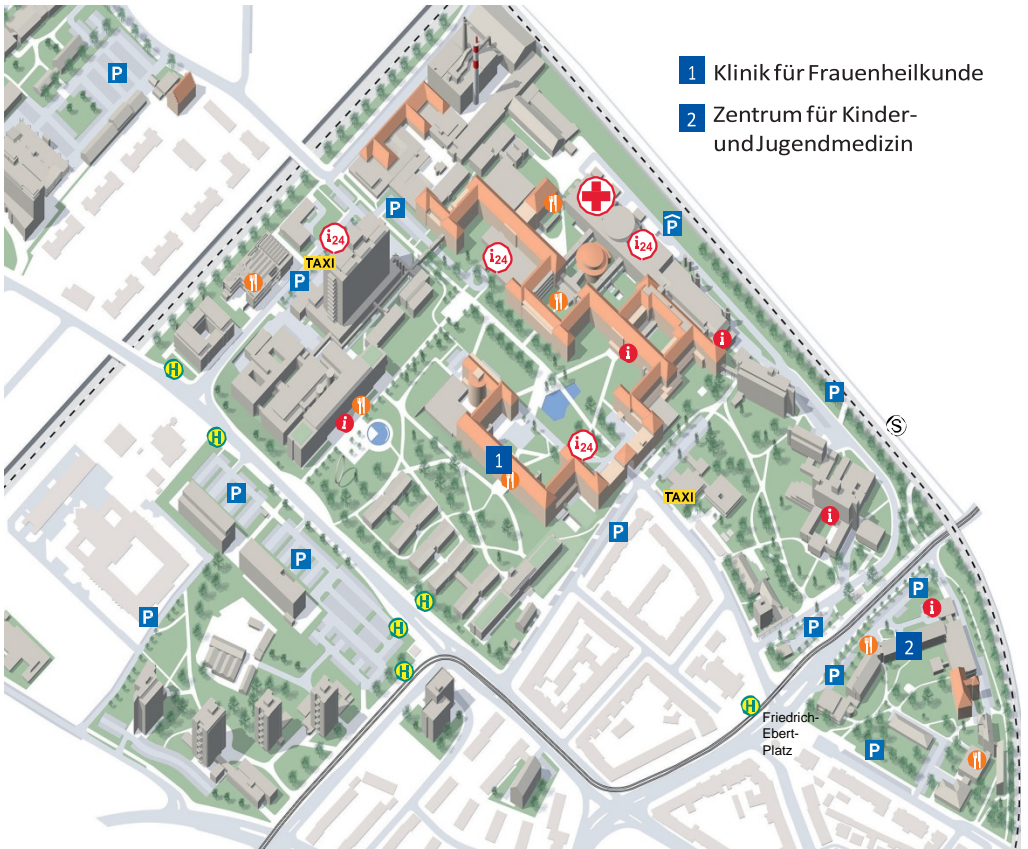 1 Klinik für Frauenheilkunde
2 Zentrum für Kinder-
und Jugendmedizin
P
P
i24
i24
i24
P
TAXI
P
i
i
H
P
S
H
i
i24
1
P
TAXI
i
P
P
H
P
i
P
H
P
2
H
P
H
Friedrich-
Ebert-
Platz
P